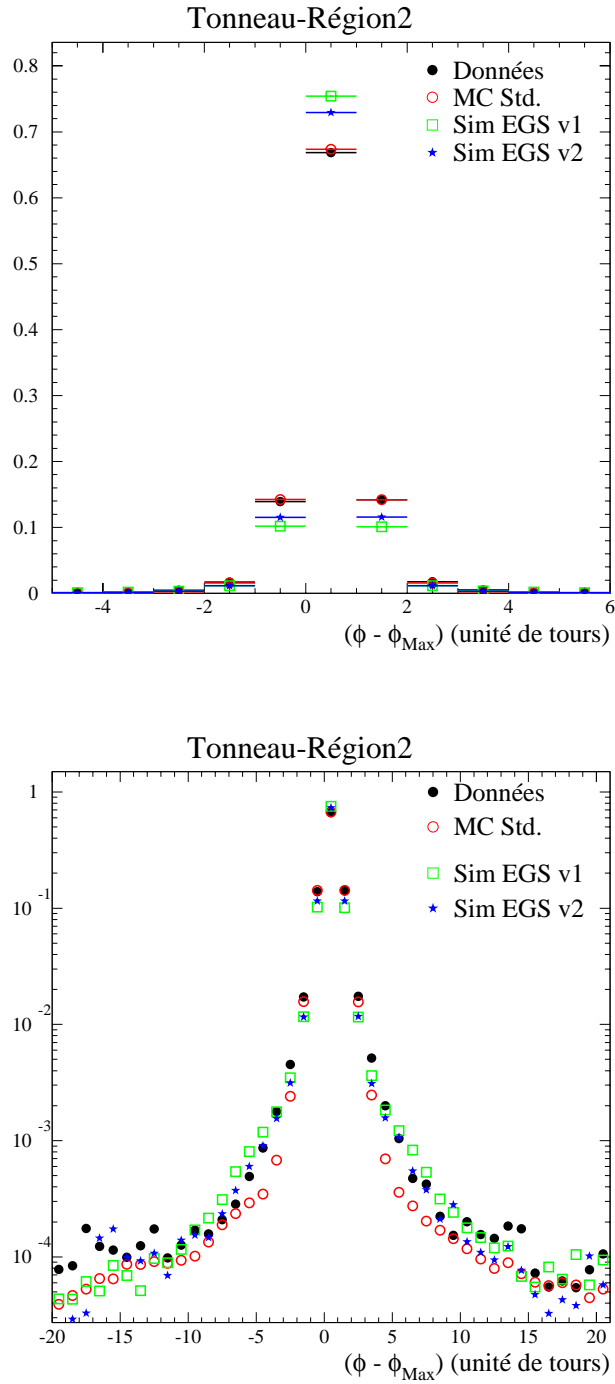 Tonneau-Région2
0.8
0.7
0.6
0.5
0.4
0.3
0.2
0.1
0
Données
MC Std.
Sim EGS v1
Sim EGS v2
-4 -2 0 2 4 6
(ϕ - ϕMax) (unité de tours)
Tonneau-Région2
1
10-1
10-2
10-3
10-4
Données
MC Std.
Sim EGS v1
Sim EGS v2
-20 -15 -10 -5 0 5 10 15 20
(ϕ - ϕMax) (unité de tours)